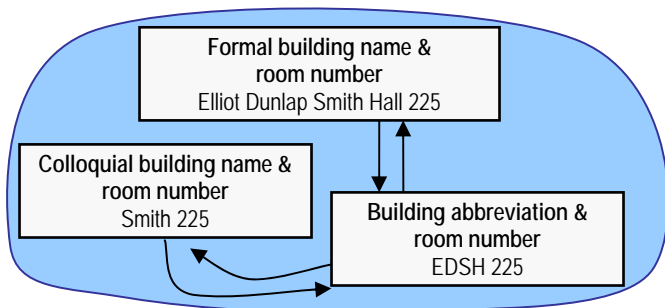 Formal building name &
room number
Elliot Dunlap Smith Hall 225
Colloquial building name &
room number
Smith 225
Building abbreviation &
room number
EDSH 225